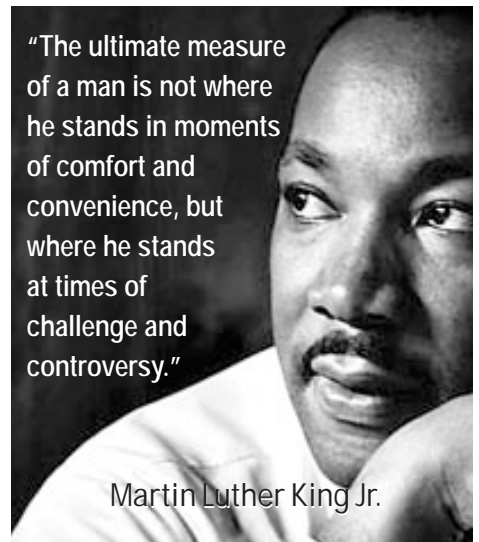 “The ultimate measure
of a man is not where
he stands in moments
of comfort and
convenience, but
where he stands
at times of
challenge and
controversy.”
Martin Luther King Jr.